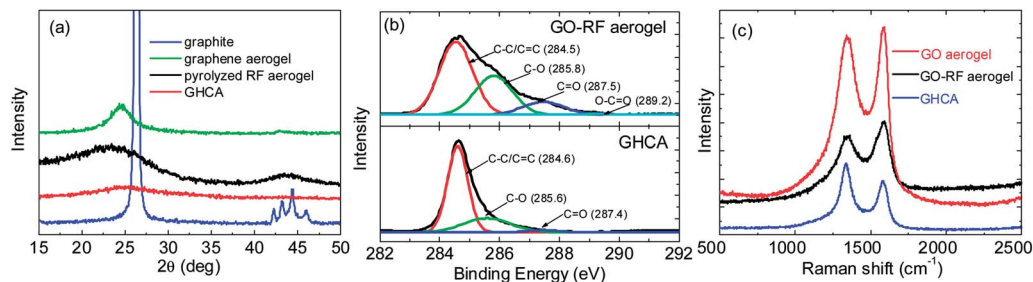 (a)
graphite
graphene aerogel
pyrolyzed RF aerogel
GHCA
Intensity
15 20 25 30 35 40 45 50
2θ (deg)
(b)
GO-RF aerogel
C-C/C=C (284.5)
C-O (285.8)
C=O (287.5)
O-C=O (289.2)
GHCA
C-C/C=C (284.6)
C-O (285.6)
C=O (287.4)
Intensity
282 284 286 288 290 292
Binding Energy (eV)
(c)
GO aerogel
GO-RF aerogel
GHCA
Intensity
500 1000 1500 2000 2500
Raman shift (cm⁻¹)